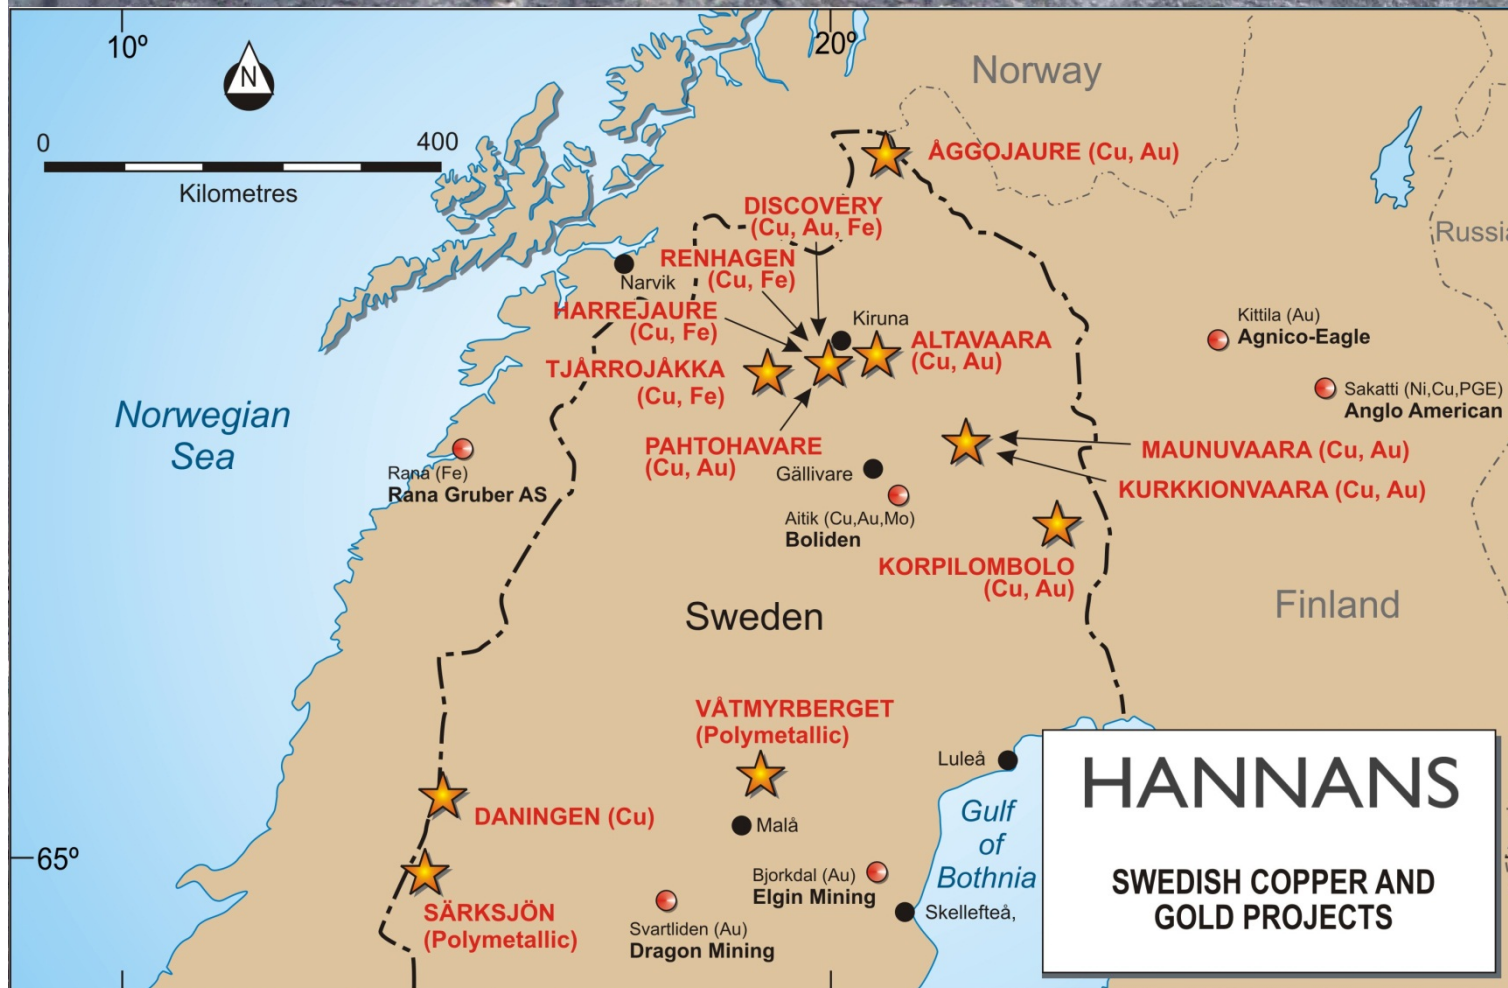 10º
20º
N
0
400
Kilometres
Norway
ÅGGOJAURE (Cu, Au)
DISCOVERY
(Cu, Au, Fe)
Russia
RENHAGEN
(Cu, Fe)
Narvik
HARREJAURE
(Cu, Fe)
Kiruna
Kittila (Au)
Agnico-Eagle
ALTAVAARA
(Cu, Au)
TJÅRROJÅKKA
(Cu, Fe)
Sakatti (Ni,Cu,PGE)
Anglo American
Norwegian
Sea
PAHTOHAVARE
(Cu, Au)
MAUNUVAARA (Cu, Au)
Gällivare
KURKKIONVAARA (Cu, Au)
Rana (Fe)
Rana Gruber AS
Aitik (Cu,Au,Mo)
Boliden
KORPILOMBOLO
(Cu, Au)
Sweden
Finland
VÅTMYRBERGET
(Polymetallic)
Luleå
DANINGEN (Cu)
Malå
Gulf
of
Bothnia
65º
Bjorkdal (Au)
Elgin Mining
SÄRKSJÖN
(Polymetallic)
Svartliden (Au)
Dragon Mining
Skellefteå,
HANNANS
SWEDISH COPPER AND
GOLD PROJECTS